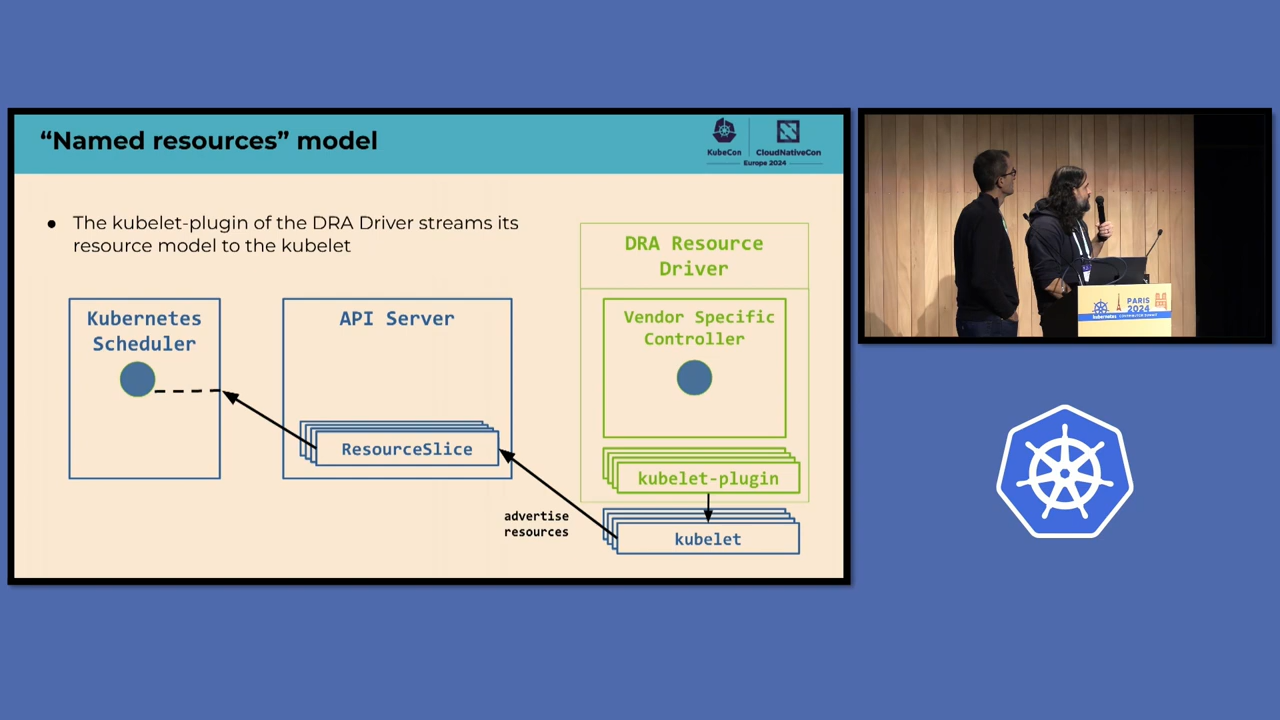 “Named resources” model
KubeCon
CloudNativeCon
Europe 2024
● The kubelet-plugin of the DRA Driver streams its
resource model to the kubelet
Kubernetes
Scheduler
API Server
ResourceSlice
DRA Resource
Driver
Vendor Specific
Controller
kubelet-plugin
advertise
resources
kubelet
PARIS
2024
kubernetes